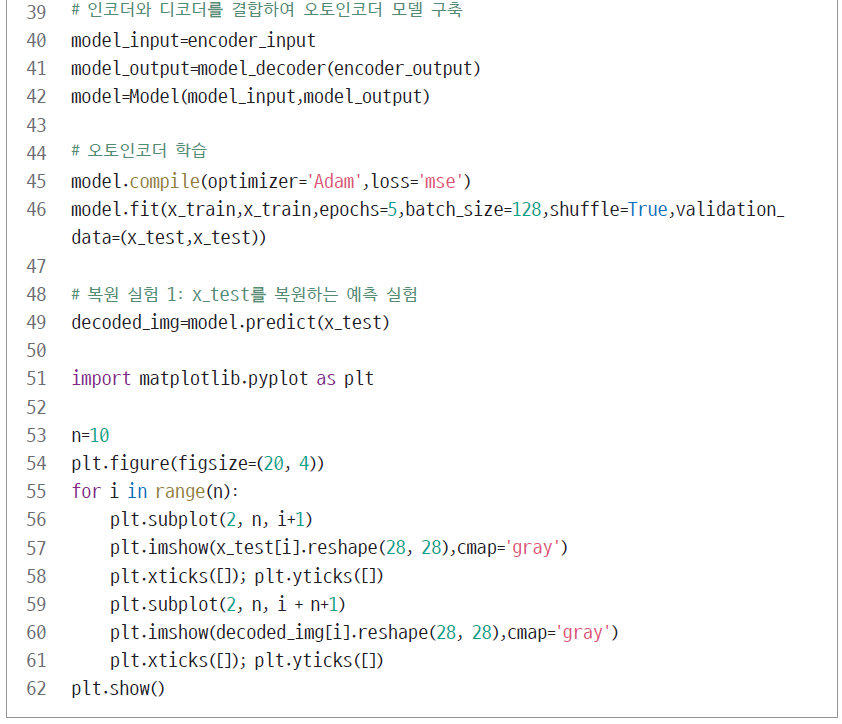 39 # 인코더와 디코더를 결합하여 오토인코더 모델 구축
40 model_input=encoder_input
41 model_output=model_decoder(encoder_output)
42 model=Model(model_input,model_output)
43
44 # 오토인코더 학습
45 model.compile(optimizer='Adam',loss='mse')
46 model.fit(x_train,x_train,epochs=5,batch_size=128,shuffle=True,validation_
data=(x_test,x_test))
47
48 # 복원 실험 1: x_test를 복원하는 예측 실험
49 decoded_img=model.predict(x_test)
50
51 import matplotlib.pyplot as plt
52
53 n=10
54 plt.figure(figsize=(20, 4))
55 for i in range(n):
56     plt.subplot(2, n, i+1)
57     plt.imshow(x_test[i].reshape(28, 28),cmap='gray')
58     plt.xticks([]); plt.yticks([])
59     plt.subplot(2, n, i + n+1)
60     plt.imshow(decoded_img[i].reshape(28, 28),cmap='gray')
61     plt.xticks([]); plt.yticks([])
62 plt.show()